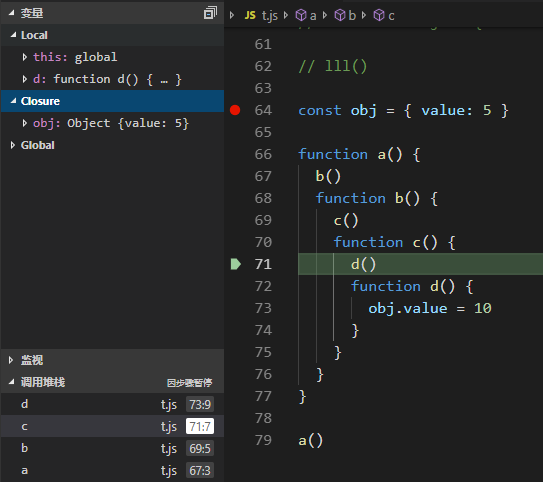 变量
Local
this: global
d: function d() { … }
Closure
obj: Object {value: 5}
Global
监视
调用堆栈
因步骤暂停
d t.js 73:9
c t.js 71:7
b t.js 69:5
a t.js 67:3
JS t.js > a > b > c
61
62 // lll()
63
64 const obj = { value: 5 }
65
66 function a() {
67 b()
68 function b() {
69 c()
70 function c() {
71 d()
72 function d() {
73 obj.value = 10
74 }
75 }
76 }
77 }
78
79 a()